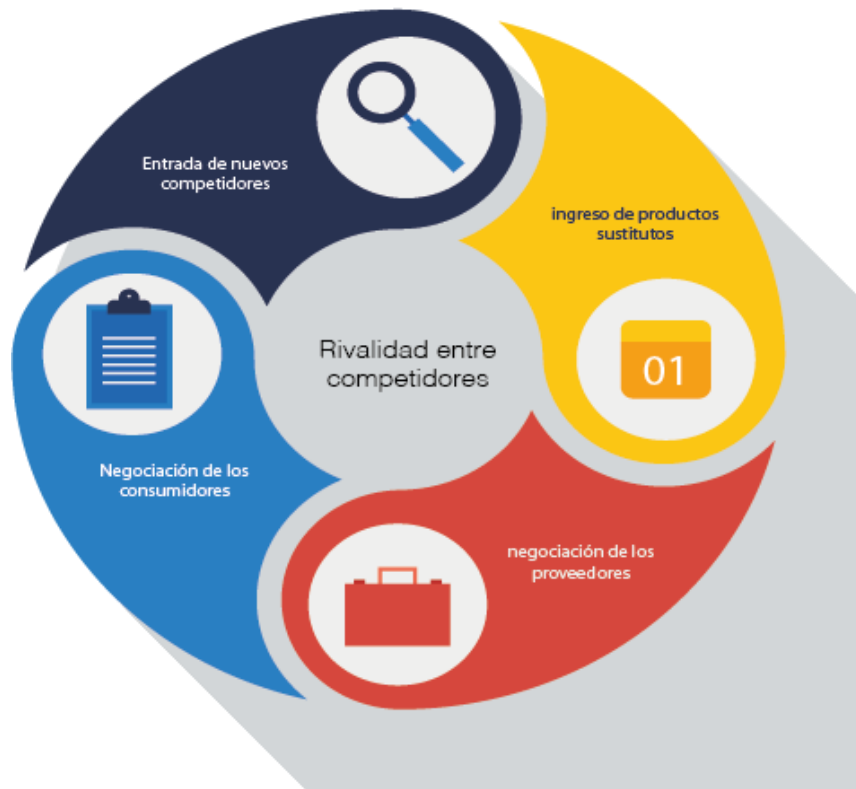 Entrada de nuevos
competidores
ingreso de productos
sustitutos
01
Rivalidad entre
competidores
Negociación de los
consumidores
negociación de los
proveedores